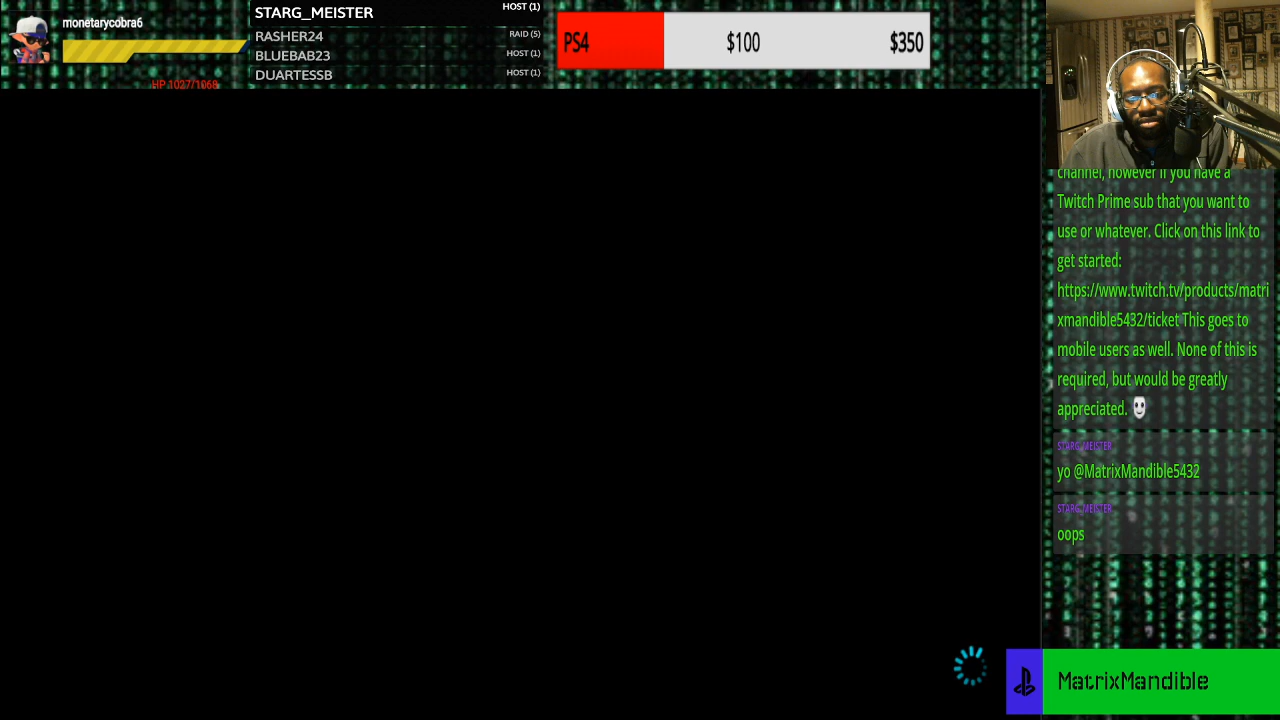 monetarycobra6
HP 1027/1068
STARG_MEISTER HOST (1)
RASHER24 RAID (5)
BLUEBAB23 HOST (1)
DUARTESSB HOST (1)
PS4 $100 $350
channel, however if you have a
Twitch Prime sub that you want to
use or whatever. Click on this link to
get started:
https://www.twitch.tv/products/matri
xmandible5432/ticket This goes to
mobile users as well. None of this is
required, but would be greatly
appreciated.
STARG_MEISTER
yo @MatrixMandible5432
STARG_MEISTER
oops
MatrixMandible